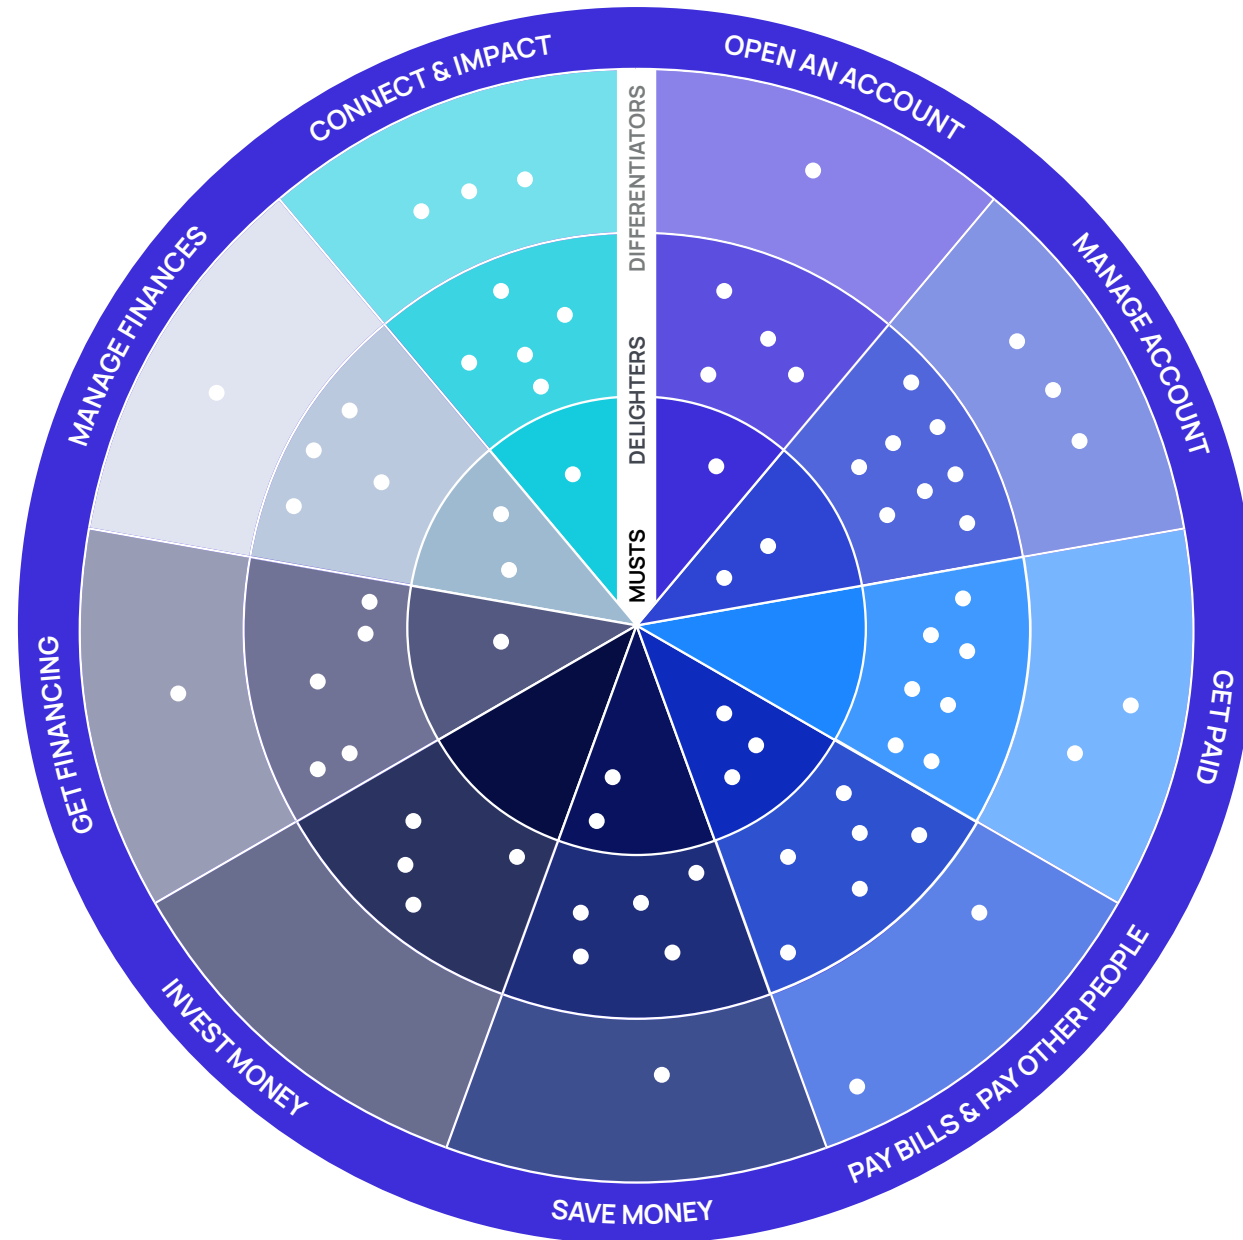 OPEN AN ACCOUNT
MANAGE ACCOUNT
GET PAID
PAY BILLS & PAY OTHER PEOPLE
SAVE MONEY
INVEST MONEY
GET FINANCING
MANAGE FINANCES
CONNECT & IMPACT
DIFFERENTIATORS
DELIGHTERS
MUSTS